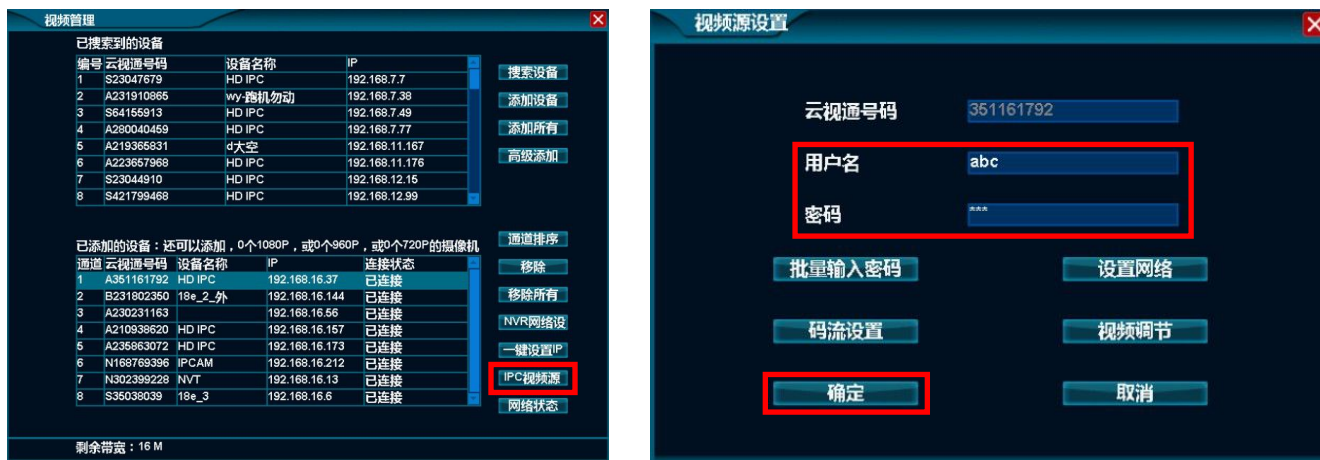 视频管理
已搜索到的设备
编号 云视通号码 设备名称 IP
1 S23047679 HD IPC 192.168.7.7
2 A231910865 wy-跑机勿动 192.168.7.38
3 S64155913 HD IPC 192.168.7.49
4 A280040459 HD IPC 192.168.7.77
5 A219365831 d大空 192.168.11.167
6 A223657968 HD IPC 192.168.11.176
7 S23044910 HD IPC 192.168.12.15
8 S421799468 HD IPC 192.168.12.99
搜索设备
添加设备
添加所有
高级添加
已添加的设备：还可以添加，0个1080P，或0个960P，或0个720P的摄像机
通道 云视通号码 设备名称 IP 连接状态
1 A351161792 HD IPC 192.168.16.37 已连接
2 B231802350 18e_2_外 192.168.16.144 已连接
3 A230231163 192.168.16.56 已连接
4 A210938620 HD IPC 192.168.16.157 已连接
5 A235863072 HD IPC 192.168.16.173 已连接
6 N168769396 IPCAM 192.168.16.212 已连接
7 N302399228 NVT 192.168.16.13 已连接
8 S35038039 18e_3 192.168.16.6 已连接
通道排序
移除
移除所有
NVR网络设
一键设置IP
IPC视频源
网络状态
剩余带宽：16 M
视频源设置
云视通号码 351161792
用户名 abc
密码 ***
批量输入密码 设置网络
码流设置 视频调节
确定 取消